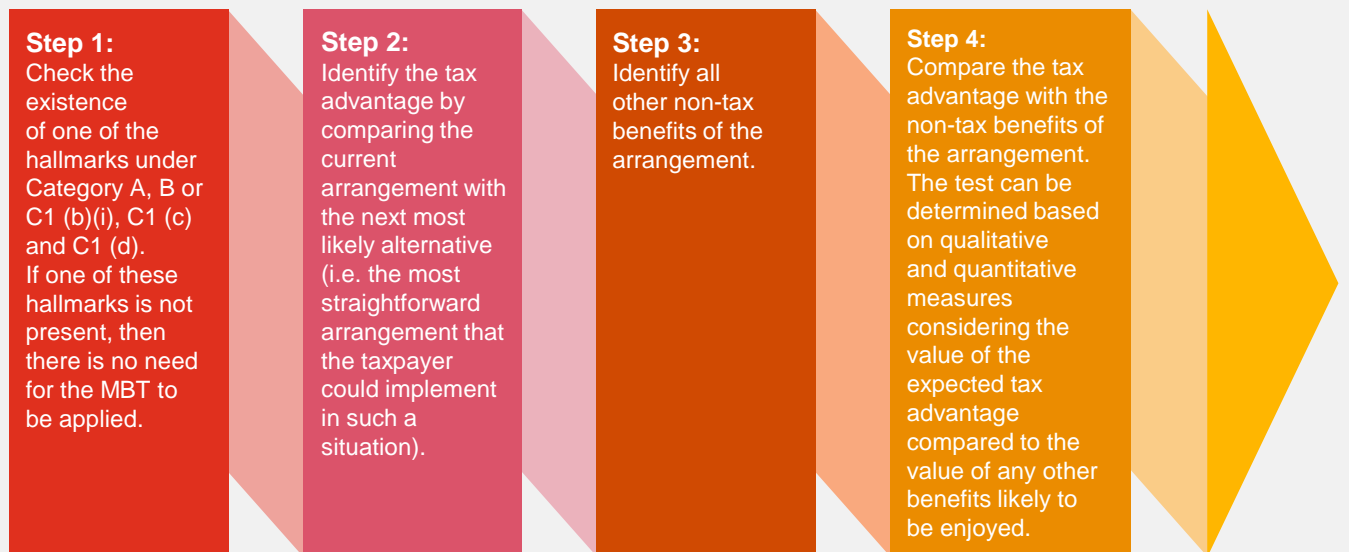 Step 1:
Check the
existence
of one of the
hallmarks under
Category A, B or
C1 (b)(i), C1 (c)
and C1 (d).
If one of these
hallmarks is not
present, then
there is no need
for the MBT to
be applied.
Step 2:
Identify the tax
advantage by
comparing the
current
arrangement with
the next most
likely alternative
(i.e. the most
straightforward
arrangement that
the taxpayer
could implement
in such a
situation).
Step 3:
Identify all
other non-tax
benefits of the
arrangement.
Step 4:
Compare the tax
advantage with the
non-tax benefits of
the arrangement.
The test can be
determined based
on qualitative
and quantitative
measures
considering the
value of the
expected tax
advantage
compared to the
value of any other
benefits likely to
be enjoyed.